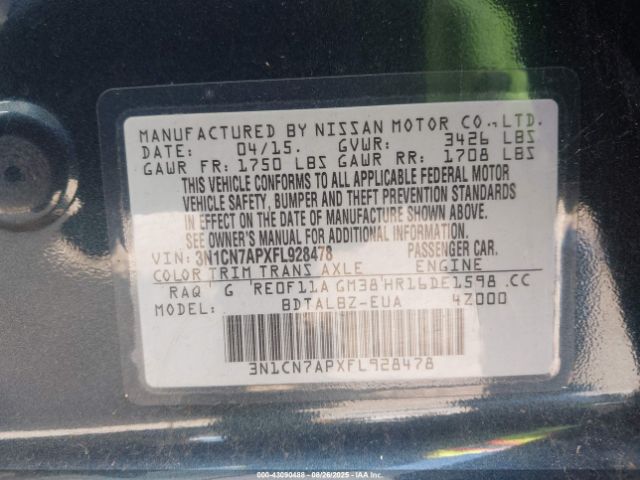 MANUFACTURED BY NISSAN MOTOR CO.,LTD.
DATE: 04/15. GVWR: 3426 LBS
GAWR FR: 1750 LBS GAWR RR: 1708 LBS
THIS VEHICLE CONFORMS TO ALL APPLICABLE FEDERAL MOTOR
VEHICLE SAFETY, BUMPER AND THEFT PREVENTION STANDARDS
IN EFFECT ON THE DATE OF MANUFACTURE SHOWN ABOVE.
SEE OWNER'S MANUAL FOR ADDITIONAL INFORMATION.
VIN: 3N1CN7APXFL928478 PASSENGER CAR.
COLOR TRIM TRANS AXLE ENGINE
RAQ' G 'RE0F11A GM38'HR16DE1598.CC
MODEL: BDTALBZ-EUA 4Z000
3N1CN7APXFL928478
000-43090488 - 08/26/2025 - Copyright IAA, Inc.